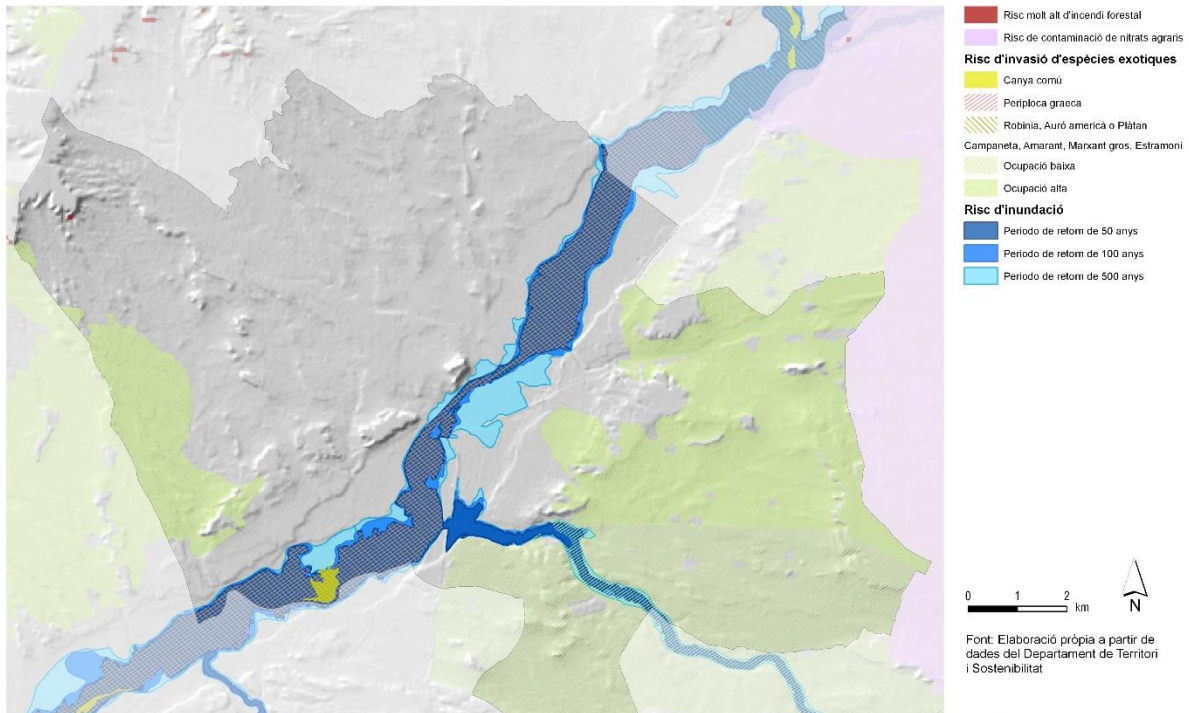 Risc molt alt d'incendi forestal
Risc de contaminació de nitrats agraris
Risc d'invasió d'espècies exotiques
Canya comú
Periploca graeca
Robínia, Auró americà o Plàtan
Campaneta, Amarant, Marxant gros, Estramoni
Ocupació baixa
Ocupació alta
Risc d'inundació
Periodo de retorn de 50 anys
Periodo de retorn de 100 anys
Periodo de retorn de 500 anys
0 1 2
km
N
Font: Elaboració pròpia a partir de
dades del Departament de Territori
i Sostenibilitat